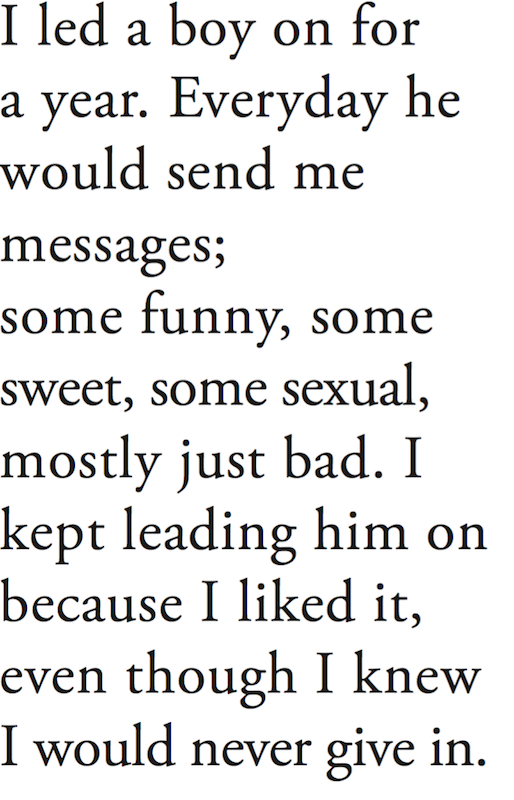 I led a boy on for
a year. Everyday he
would send me
messages;
some funny, some
sweet, some sexual,
mostly just bad. I
kept leading him on
because I liked it,
even though I knew
I would never give in.